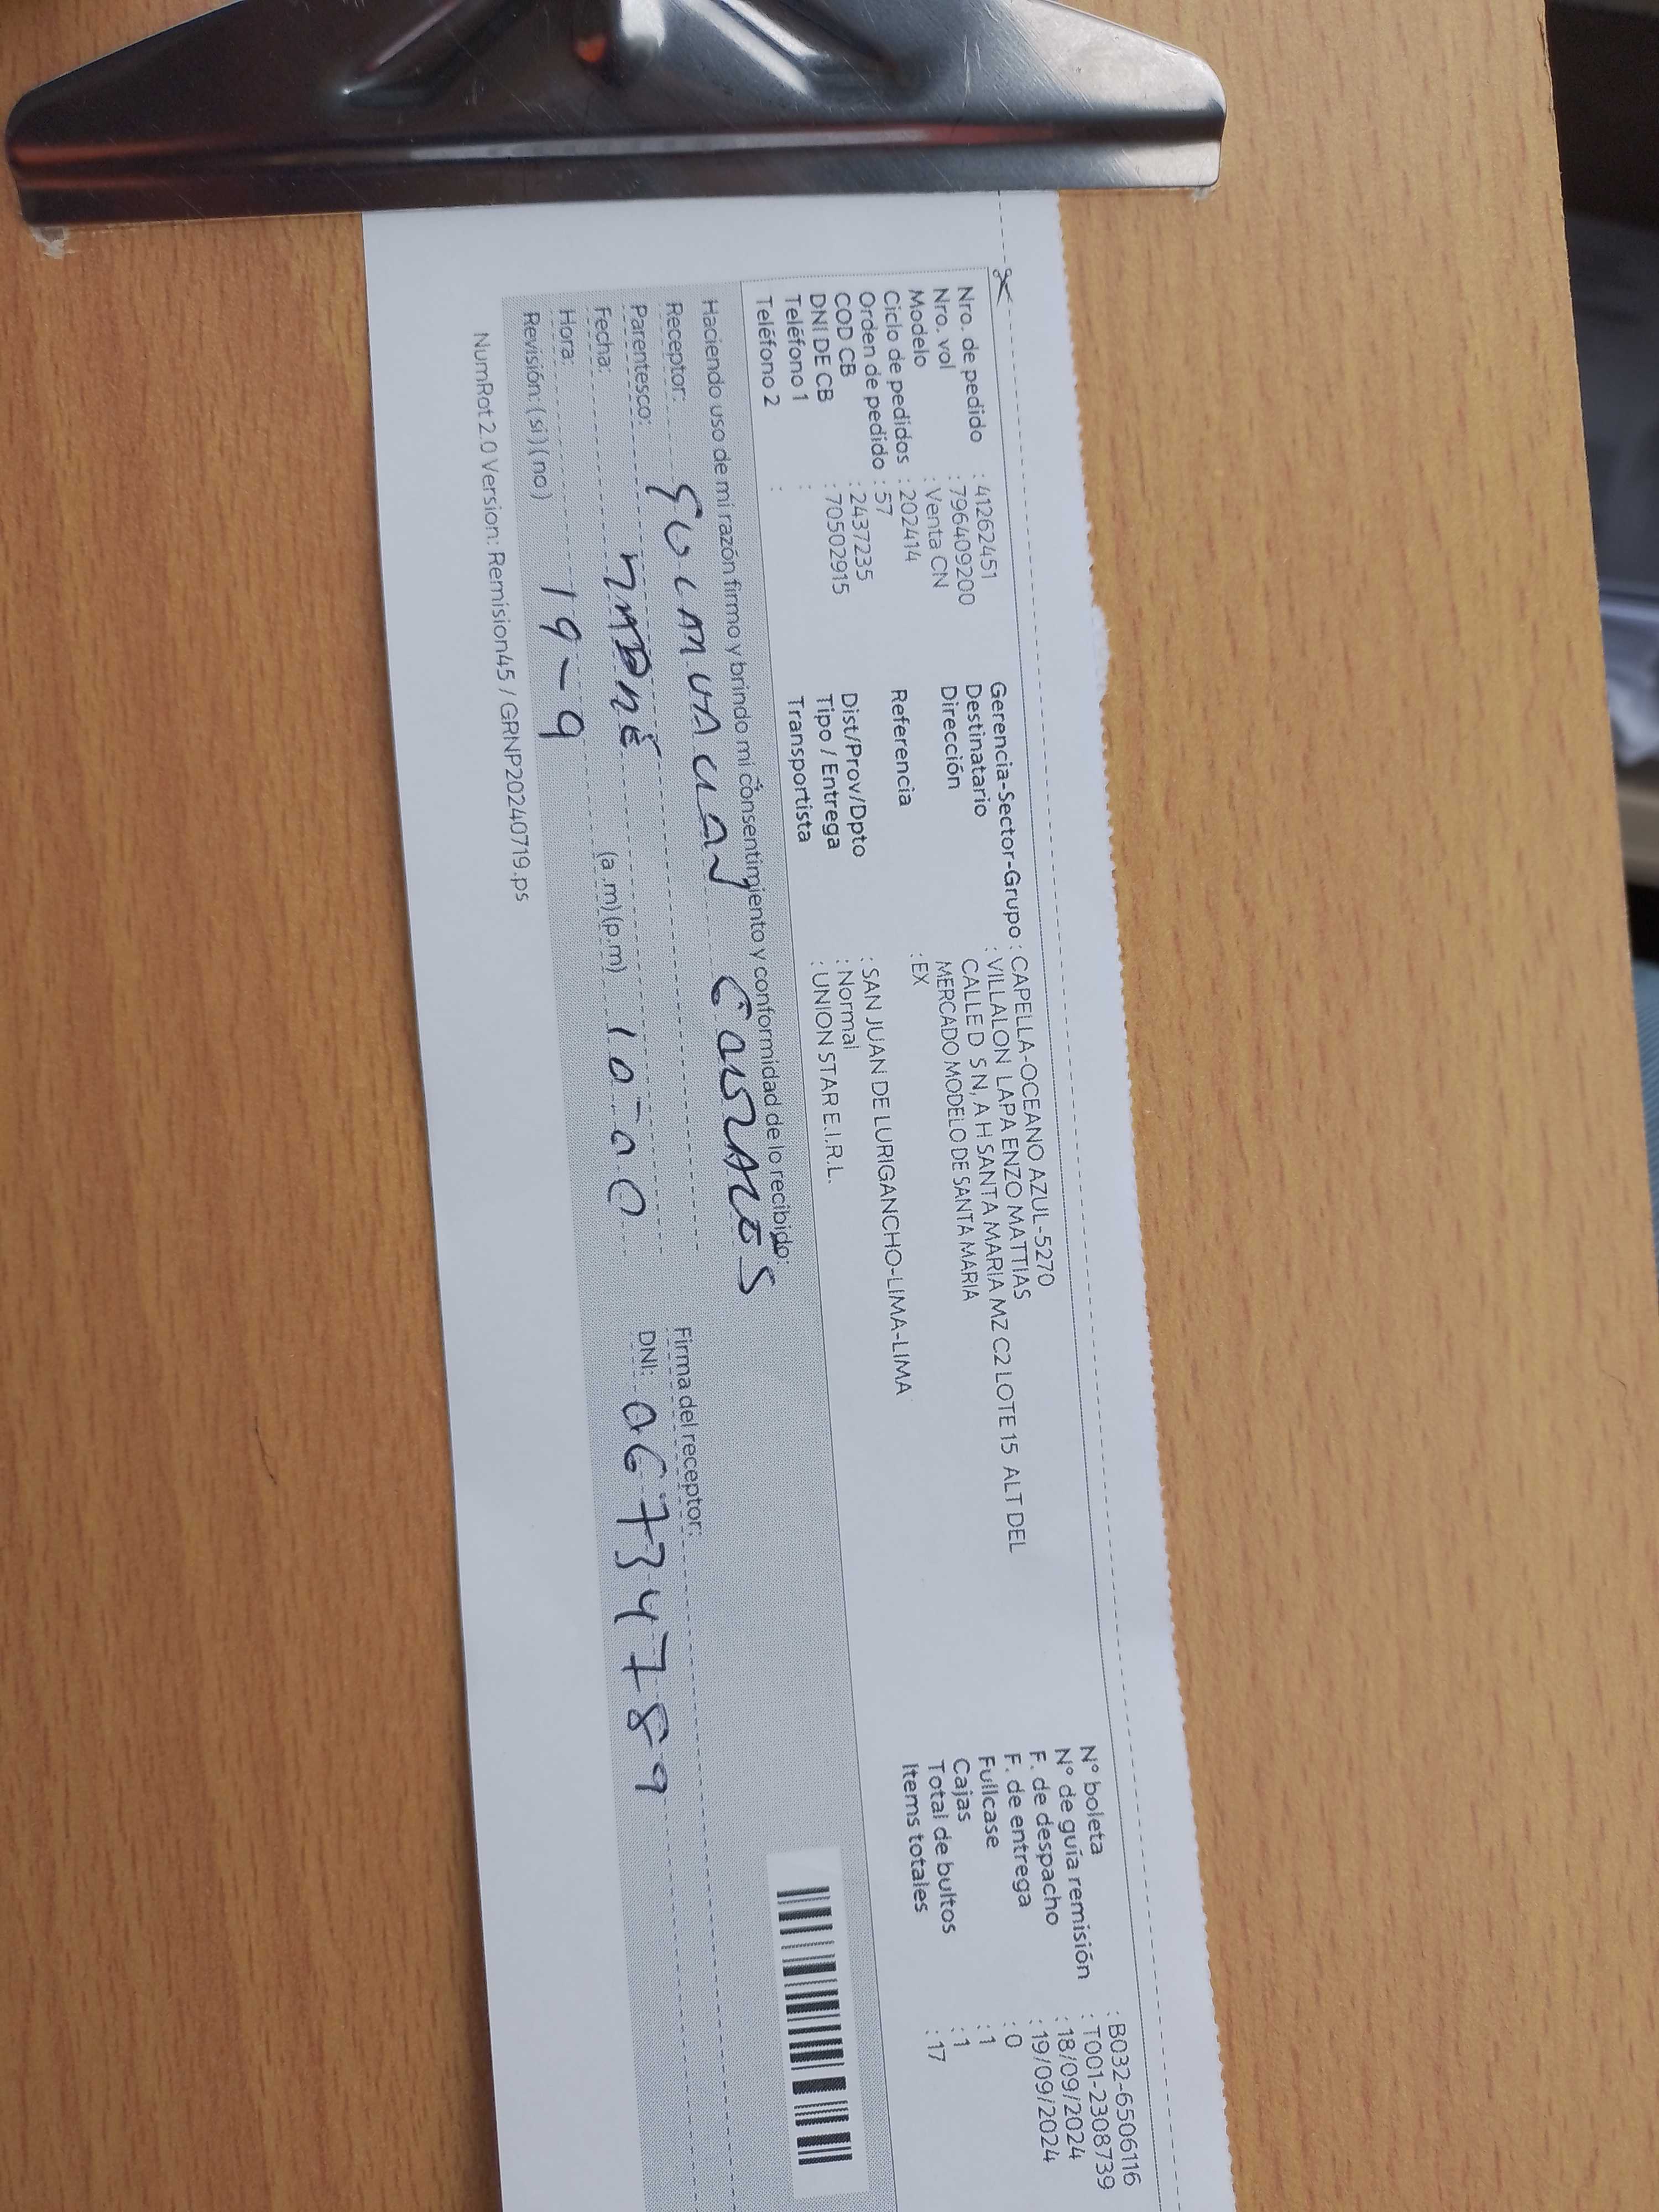 Nro. de pedido : 41262451
Nro. vol : 796409200
Modelo : Venta CN
Ciclo de pedidos : 202414
Orden de pedido : 57
COD CB : 2437235
DNI DE CB : 70502915
Teléfono 1 :
Teléfono 2 :
Gerencia-Sector-Grupo : CAPELLA-OCEANO AZUL-5270
Destinatario : VILLALON LAPA ENZO MATTIAS
Dirección CALLE D SN, A H SANTA MARIA MZ C2 LOTE 15 ALT DEL
MERCADO MODELO DE SANTA MARIA
Referencia : EX
Dist/Prov/Dpto : SAN JUAN DE LURIGANCHO-LIMA-LIMA
Tipo / Entrega : Normal
Transportista : UNION STAR E.I.R.L.
N° boleta : B032-6506116
N° de guía remisión : T001-2308739
F. de despacho : 18/09/2024
F. de entrega : 19/09/2024
Fullcase : 0
Cajas : 1
Total de bultos : 1
Items totales : 17
Haciendo uso de mi razón firmo y brindo mi consentimiento y conformidad de lo recibido:
Receptor:
Parentesco: MADRE
Fecha: 19-9
Hora: (a.m) (p.m) 10-00
Revisión: (si) (no)
Firma del receptor:
DNI: 06734789
NumRot 2.0 Version: Remision45 / GRNP20240719.ps